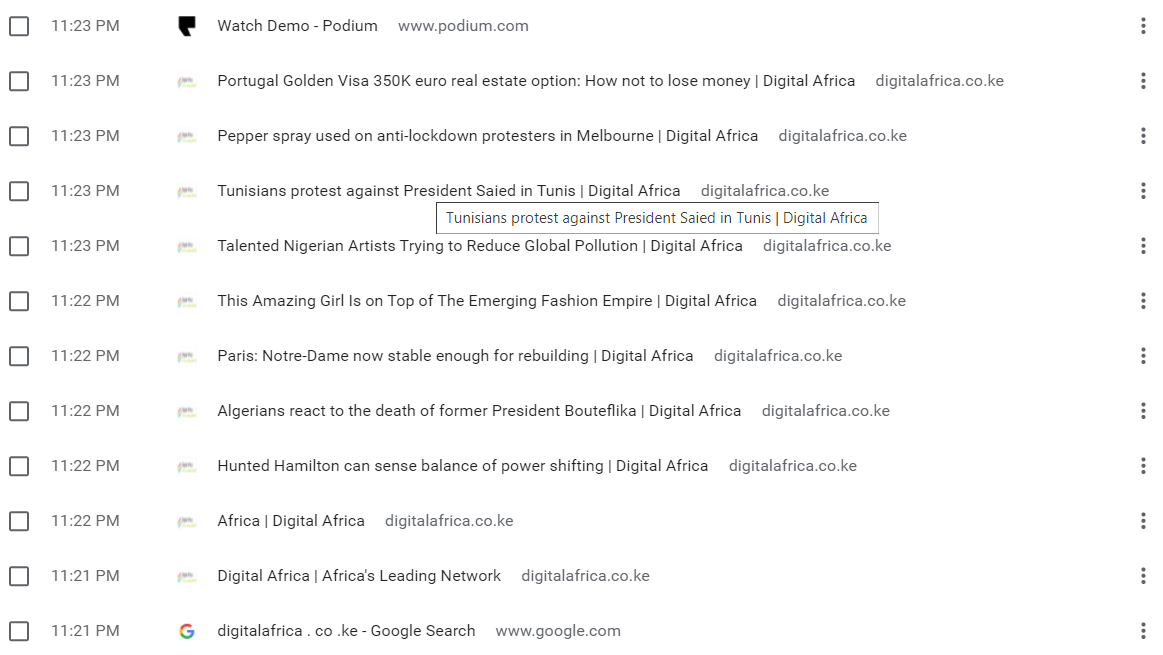 11:23 PM Watch Demo - Podium www.podium.com
11:23 PM Portugal Golden Visa 350K euro real estate option: How not to lose money | Digital Africa digitalafrica.co.ke
11:23 PM Pepper spray used on anti-lockdown protesters in Melbourne | Digital Africa digitalafrica.co.ke
11:23 PM Tunisians protest against President Saied in Tunis | Digital Africa digitalafrica.co.ke
Tunisians protest against President Saied in Tunis | Digital Africa
11:23 PM Talented Nigerian Artists Trying to Reduce Global Pollution | Digital Africa digitalafrica.co.ke
11:22 PM This Amazing Girl Is on Top of The Emerging Fashion Empire | Digital Africa digitalafrica.co.ke
11:22 PM Paris: Notre-Dame now stable enough for rebuilding | Digital Africa digitalafrica.co.ke
11:22 PM Algerians react to the death of former President Bouteflika | Digital Africa digitalafrica.co.ke
11:22 PM Hunted Hamilton can sense balance of power shifting | Digital Africa digitalafrica.co.ke
11:22 PM Africa | Digital Africa digitalafrica.co.ke
11:21 PM Digital Africa | Africa's Leading Network digitalafrica.co.ke
11:21 PM digitalafrica . co .ke - Google Search www.google.com